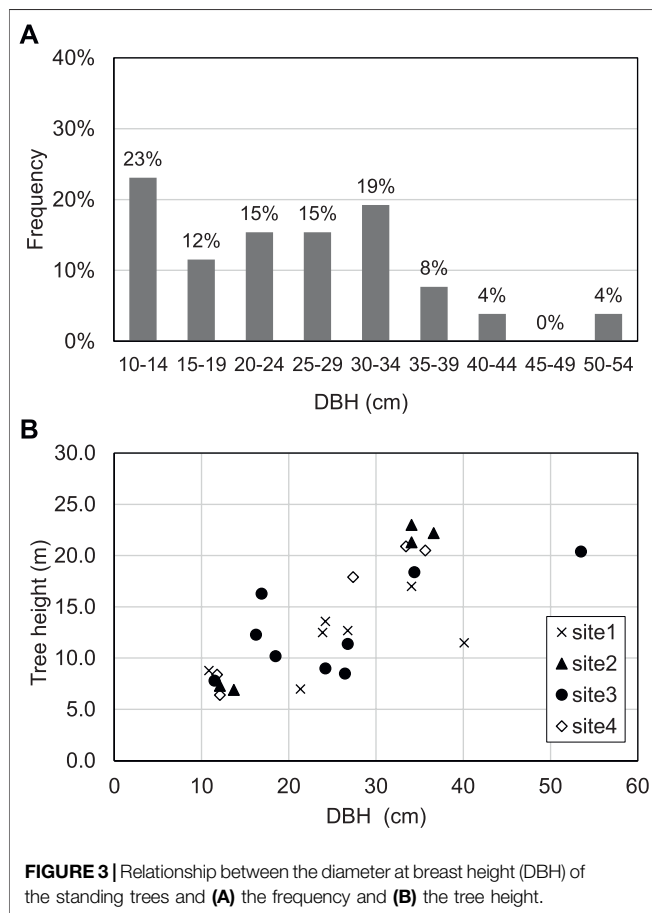 A
40%
30%
20%
10%
0%
Frequency
23%
12%
15%
15%
19%
8%
4%
0%
4%
10-14 15-19 20-24 25-29 30-34 35-39 40-44 45-49 50-54
DBH (cm)
B
30.0
25.0
20.0
15.0
10.0
5.0
0.0
Tree height (m)
site1
site2
site3
site4
0 10 20 30 40 50 60
DBH (cm)
FIGURE 3 | Relationship between the diameter at breast height (DBH) of
the standing trees and (A) the frequency and (B) the tree height.